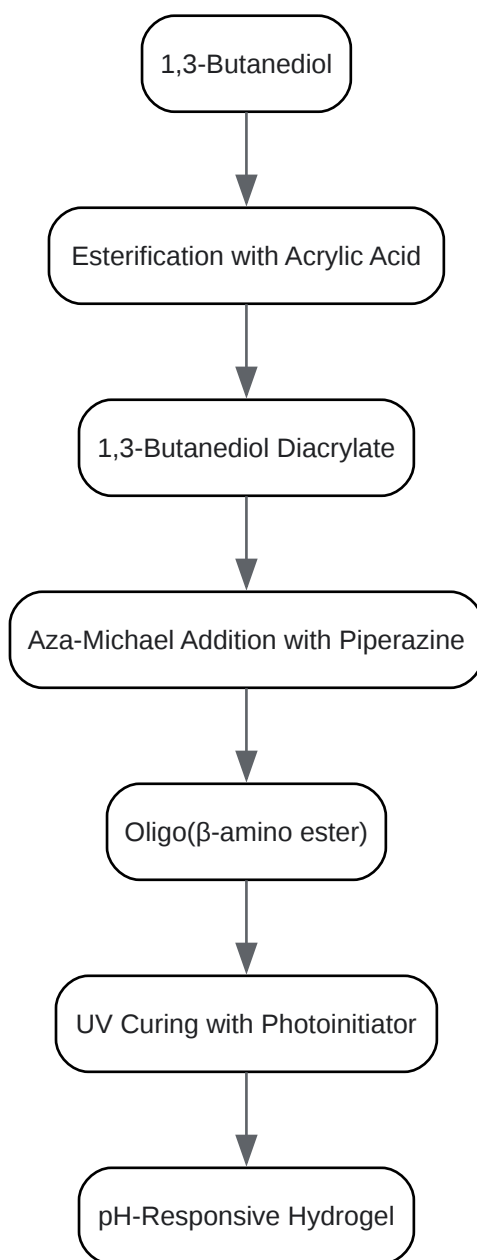 1,3-Butanediol
Esterification with Acrylic Acid
1,3-Butanediol Diacrylate
Aza-Michael Addition with Piperazine
Oligo(β-amino ester)
UV Curing with Photoinitiator
pH-Responsive Hydrogel